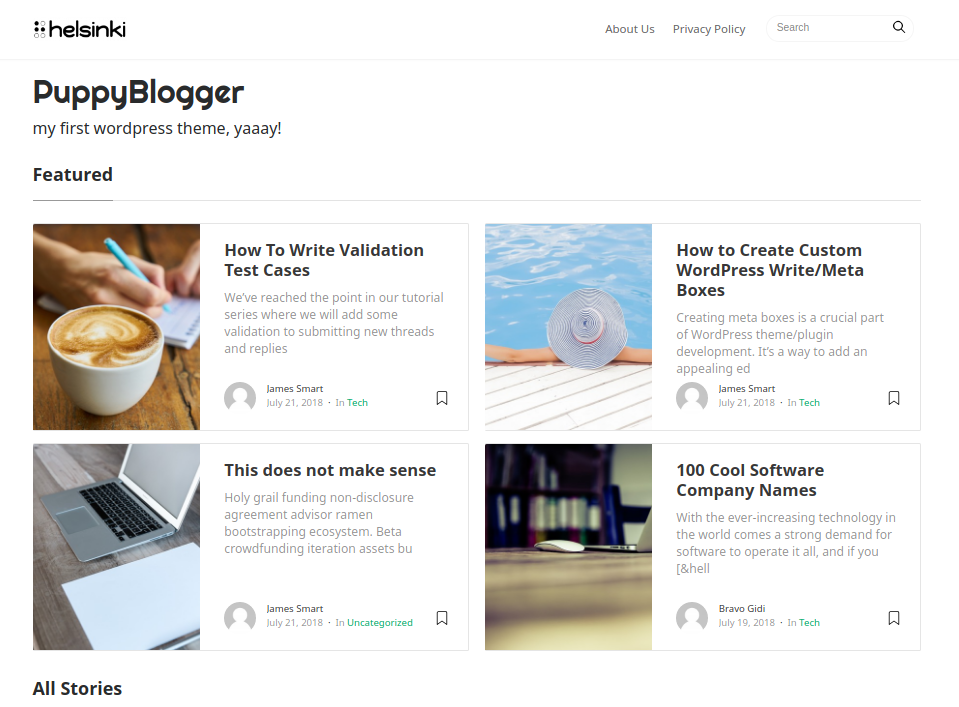 helsinki
About Us Privacy Policy Search
PuppyBlogger
my first wordpress theme, yaaay!
Featured
How To Write Validation
Test Cases
We’ve reached the point in our tutorial
series where we will add some
validation to submitting new threads
and replies
James Smart
July 21, 2018 · In Tech
How to Create Custom
WordPress Write/Meta
Boxes
Creating meta boxes is a crucial part
of WordPress theme/plugin
development. It’s a way to add an
appealing ed
James Smart
July 21, 2018 · In Tech
This does not make sense
Holy grail funding non-disclosure
agreement advisor ramen
bootstrapping ecosystem. Beta
crowdfunding iteration assets bu
James Smart
July 21, 2018 · In Uncategorized
100 Cool Software
Company Names
With the ever-increasing technology in
the world comes a strong demand for
software to operate it all, and if you
[&hell
Bravo Gidi
July 19, 2018 · In Tech
All Stories